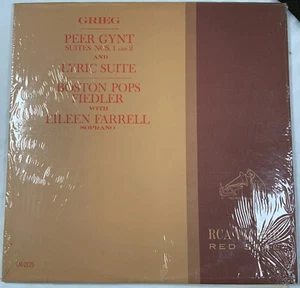 GRIEG
PEER GYNT
SUITES NOS. 1 AND 2
AND
LYRIC SUITE
BOSTON POPS
FIEDLER
WITH
EILEEN FARRELL
SOPRANO
RCA
RED